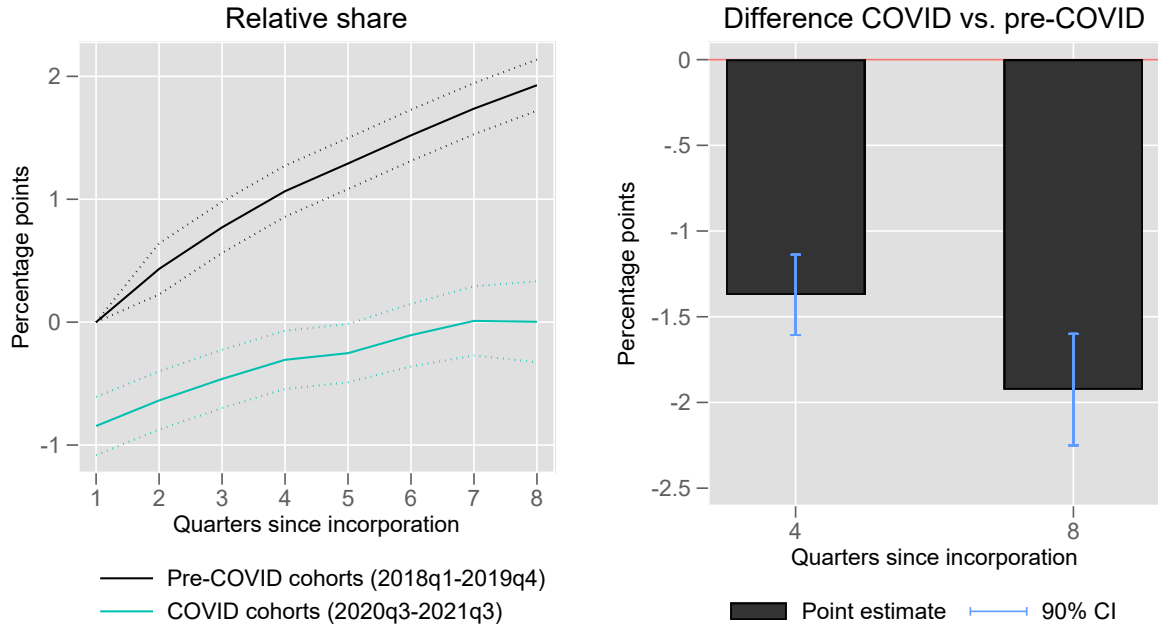 Relative share
Percentage points
2
1
0
-1
1 2 3 4 5 6 7 8
Quarters since incorporation
Pre-COVID cohorts (2018q1-2019q4)
COVID cohorts (2020q3-2021q3)
Difference COVID vs. pre-COVID
Percentage points
0
-.5
-1
-1.5
-2
-2.5
4 8
Quarters since incorporation
Point estimate 90% CI